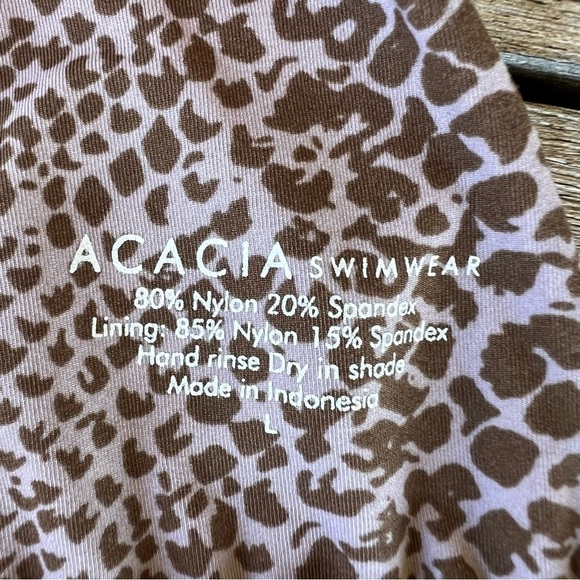 ACACIA SWIMWEAR
80% Nylon 20% Spandex
Lining: 85% Nylon 15% Spandex
Hand rinse Dry in shade
Made in Indonesia
L